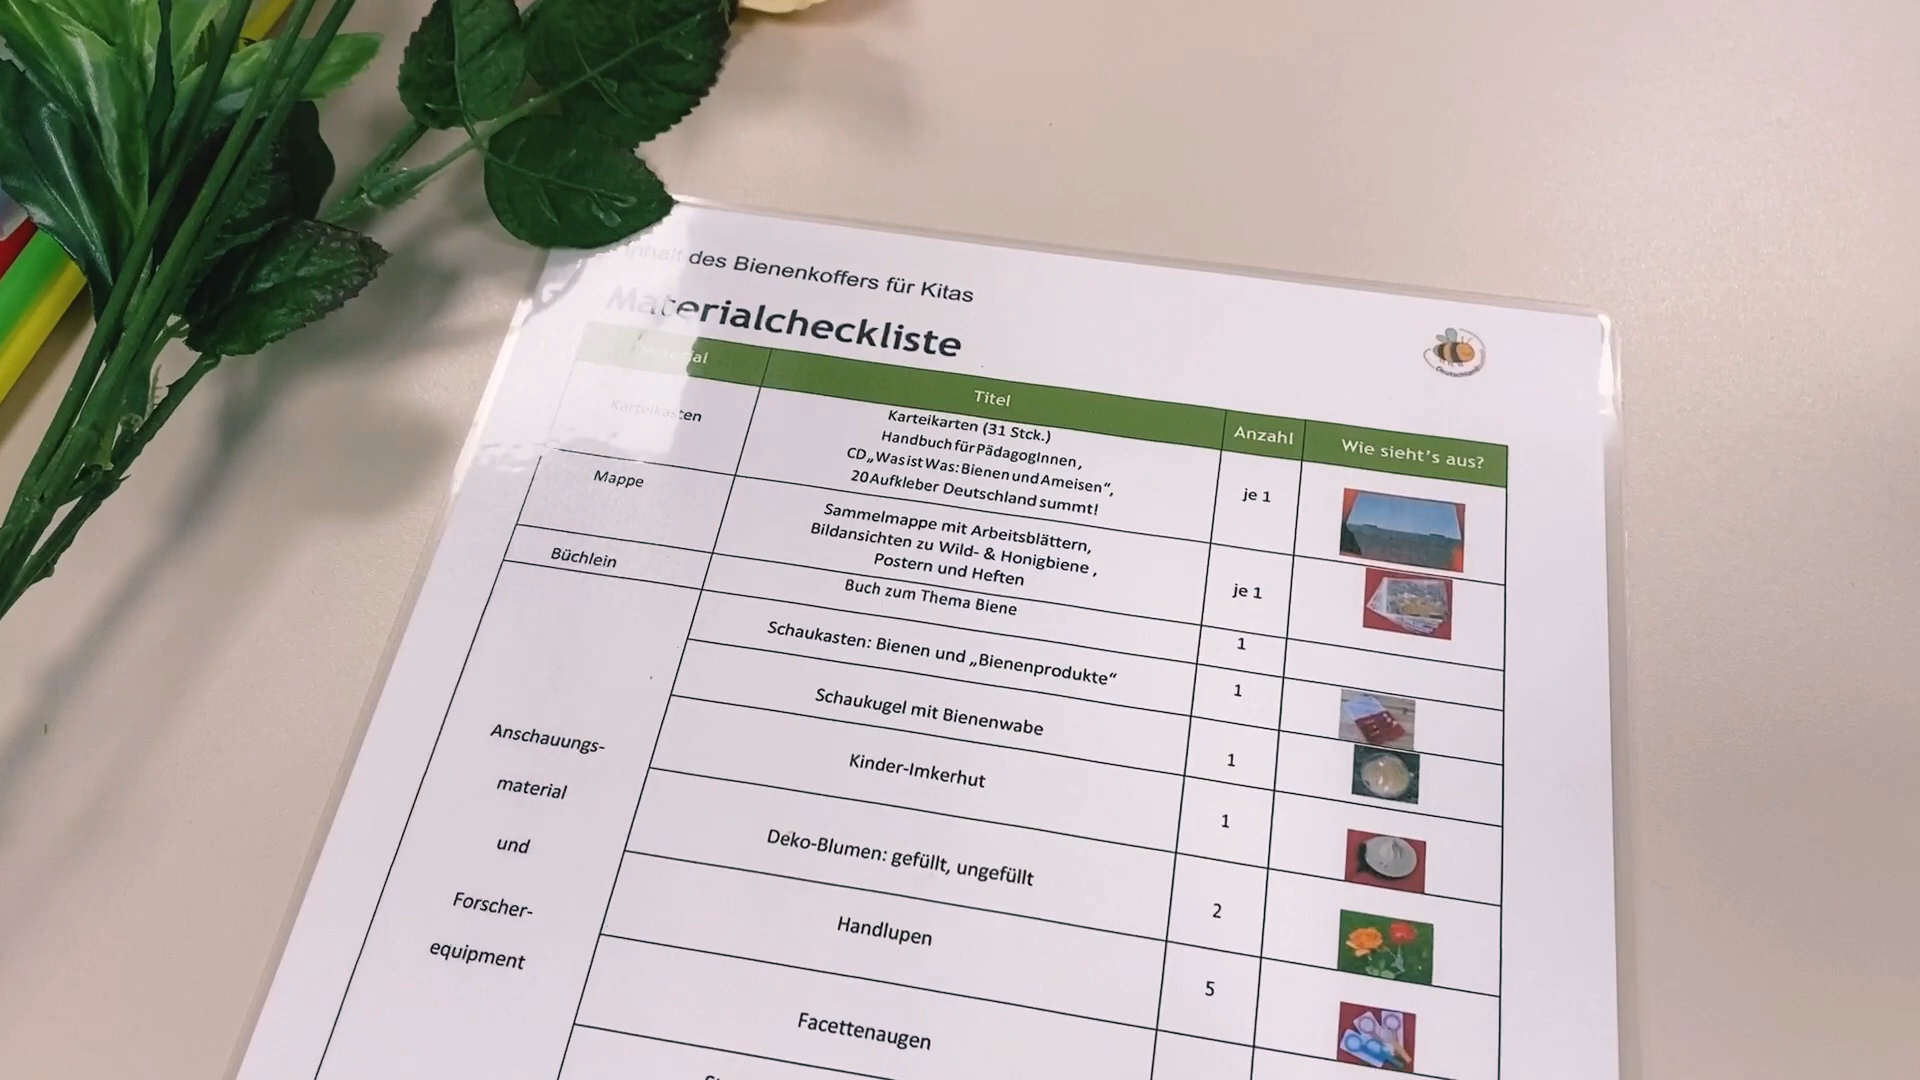 Inhalt des Bienenkoffers für Kitas
Materialcheckliste
Deutschland
Material
Titel
Anzahl
Wie sieht's aus?
Karteikasten
Karteikarten (31 Stck.)
Handbuch für PädagogInnen,
CD „Was ist Was: Bienen und Ameisen“,
20 Aufkleber Deutschland summt!
je 1
Mappe
Sammelmappe mit Arbeitsblättern,
Bildansichten zu Wild- & Honigbiene ,
Postern und Heften
je 1
Büchlein
Buch zum Thema Biene
1
Anschauungs-
material
und
Forscher-
equipment
Schaukasten: Bienen und „Bienenprodukte“
1
Schaukugel mit Bienenwabe
1
Kinder-Imkerhut
1
Deko-Blumen: gefüllt, ungefüllt
2
Handlupen
5
Facettenaugen